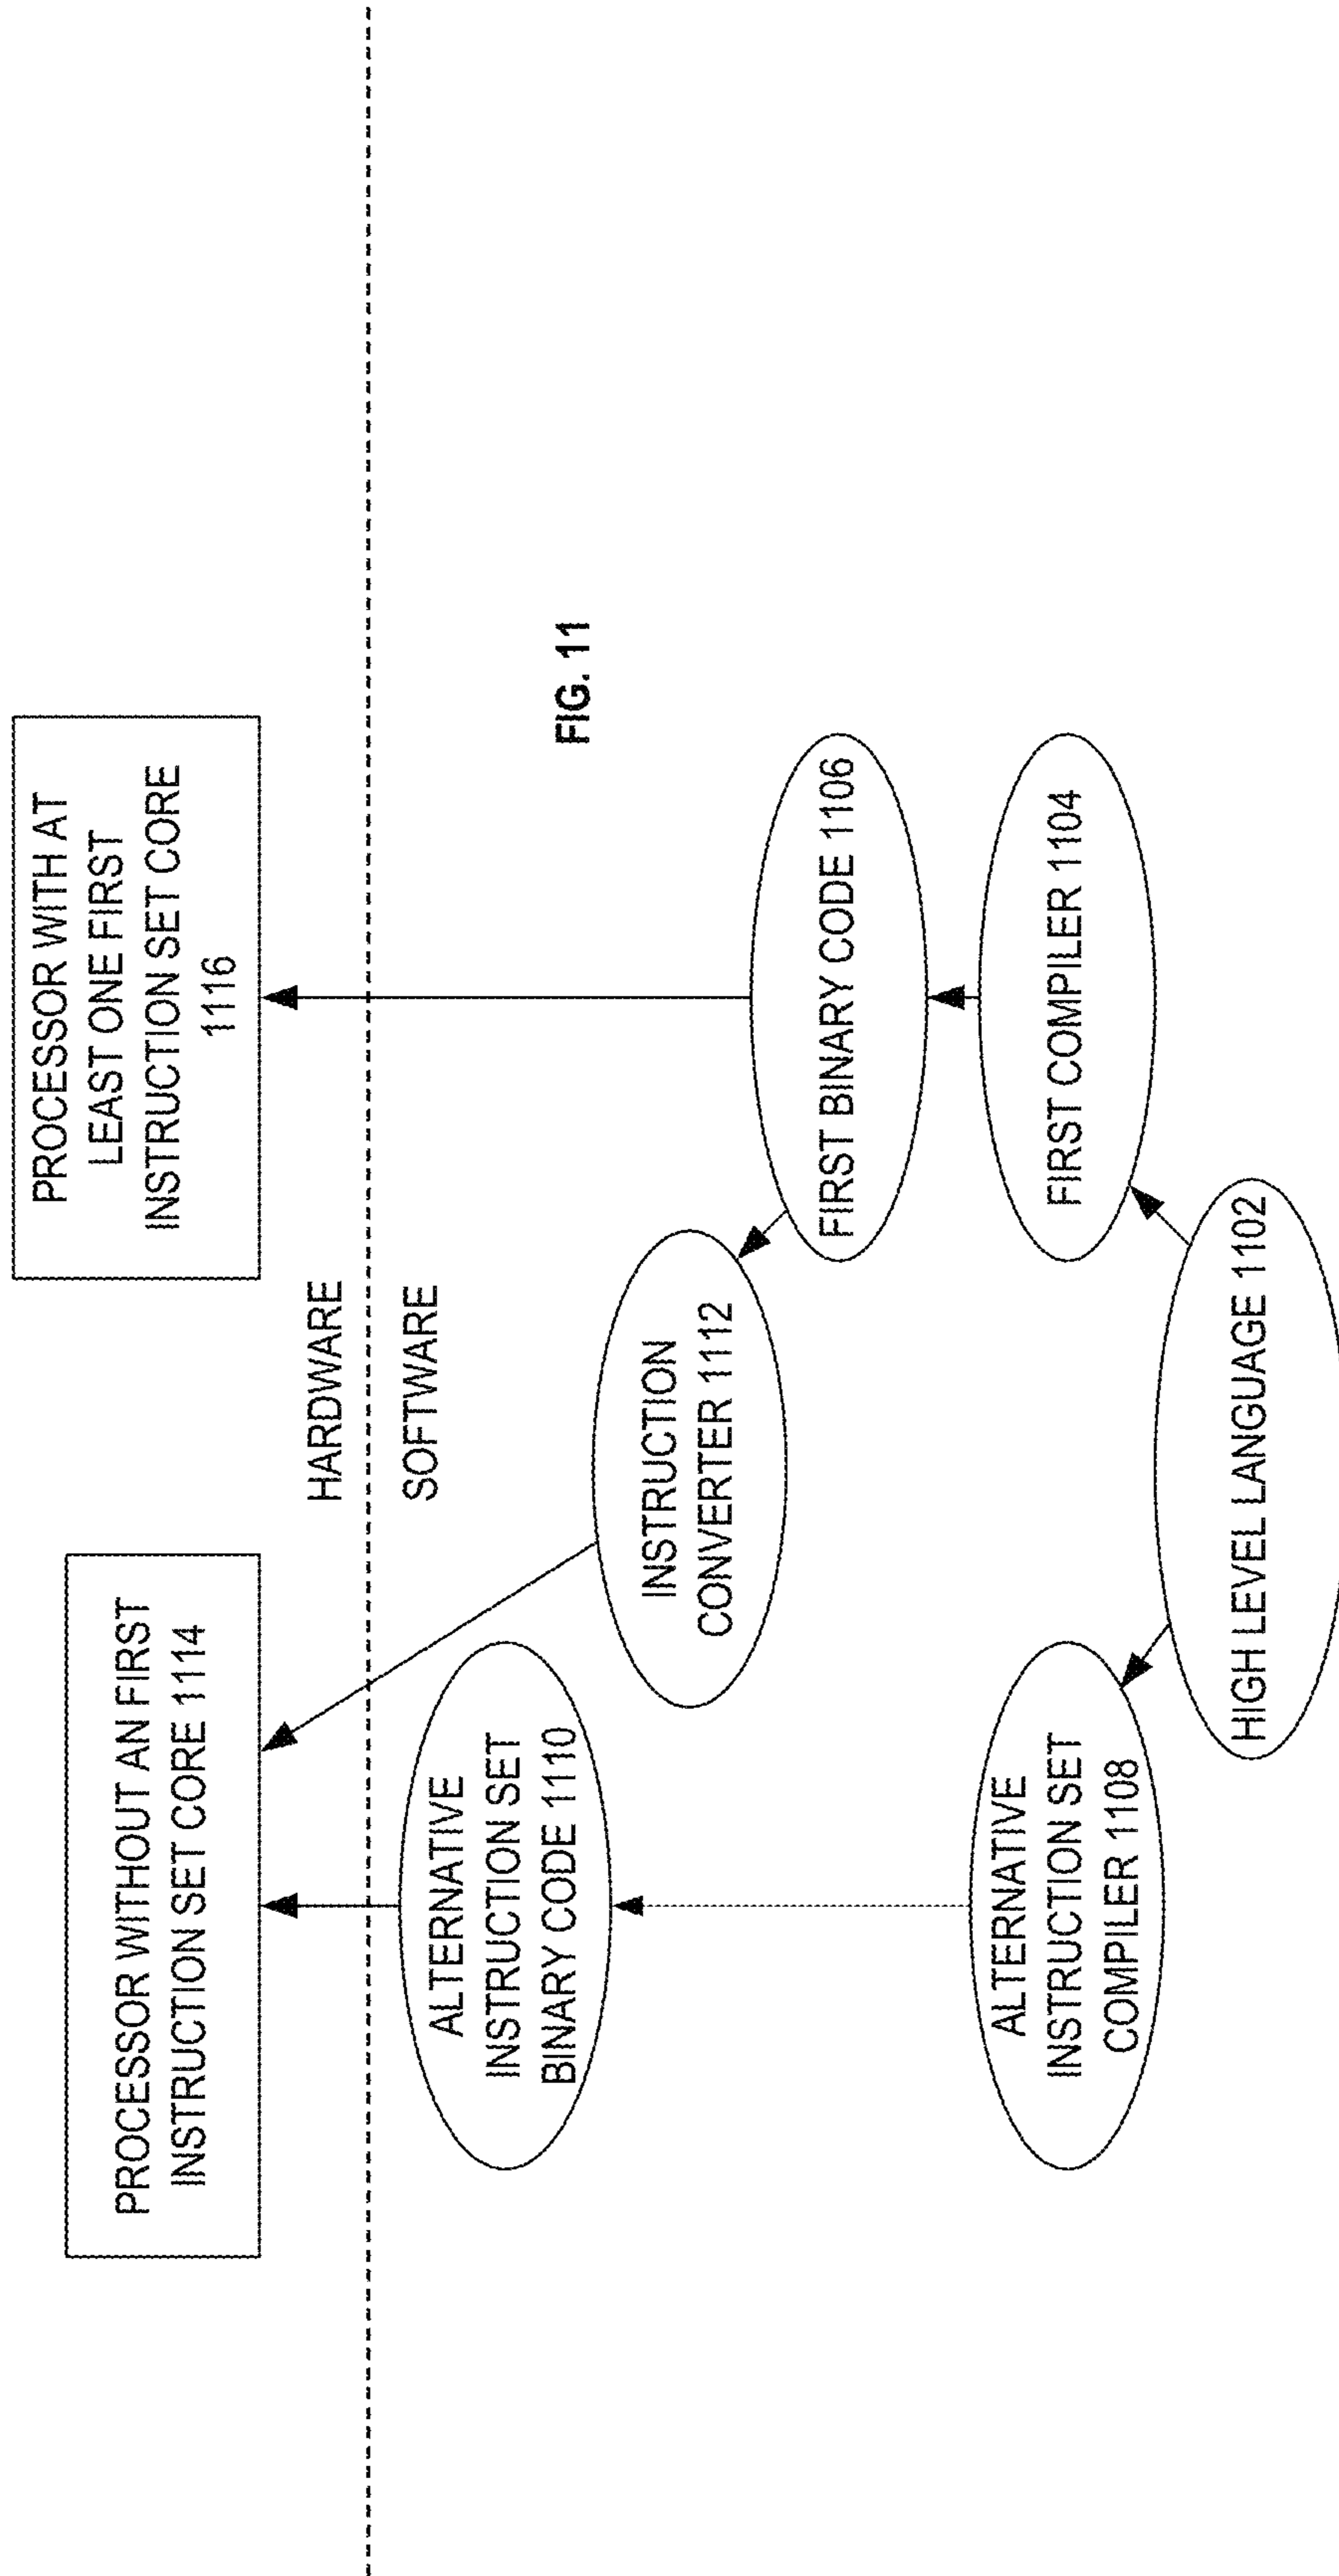 PROCESSOR WITHOUT AN FIRST
INSTRUCTION SET CORE 1114
PROCESSOR WITH AT
LEAST ONE FIRST
INSTRUCTION SET CORE
1116
HARDWARE
SOFTWARE
ALTERNATIVE
INSTRUCTION SET
BINARY CODE 1110
INSTRUCTION
CONVERTER 1112
FIG. 11
FIRST BINARY CODE 1106
ALTERNATIVE
INSTRUCTION SET
COMPILER 1108
FIRST COMPILER 1104
HIGH LEVEL LANGUAGE 1102